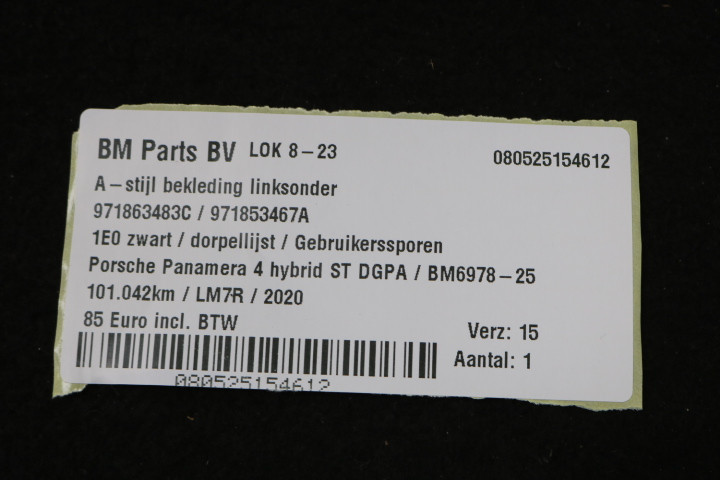 BM Parts BV LOK 8-23 080525154612
A-stijl bekleding linksonder
971863483C / 971853467A
1E0 zwart / dorpellijst / Gebruikerssporen
Porsche Panamera 4 hybrid ST DGPA / BM6978-25
101.042km / LM7R / 2020
85 Euro incl. BTW
Verz: 15
Aantal: 1
080525154612